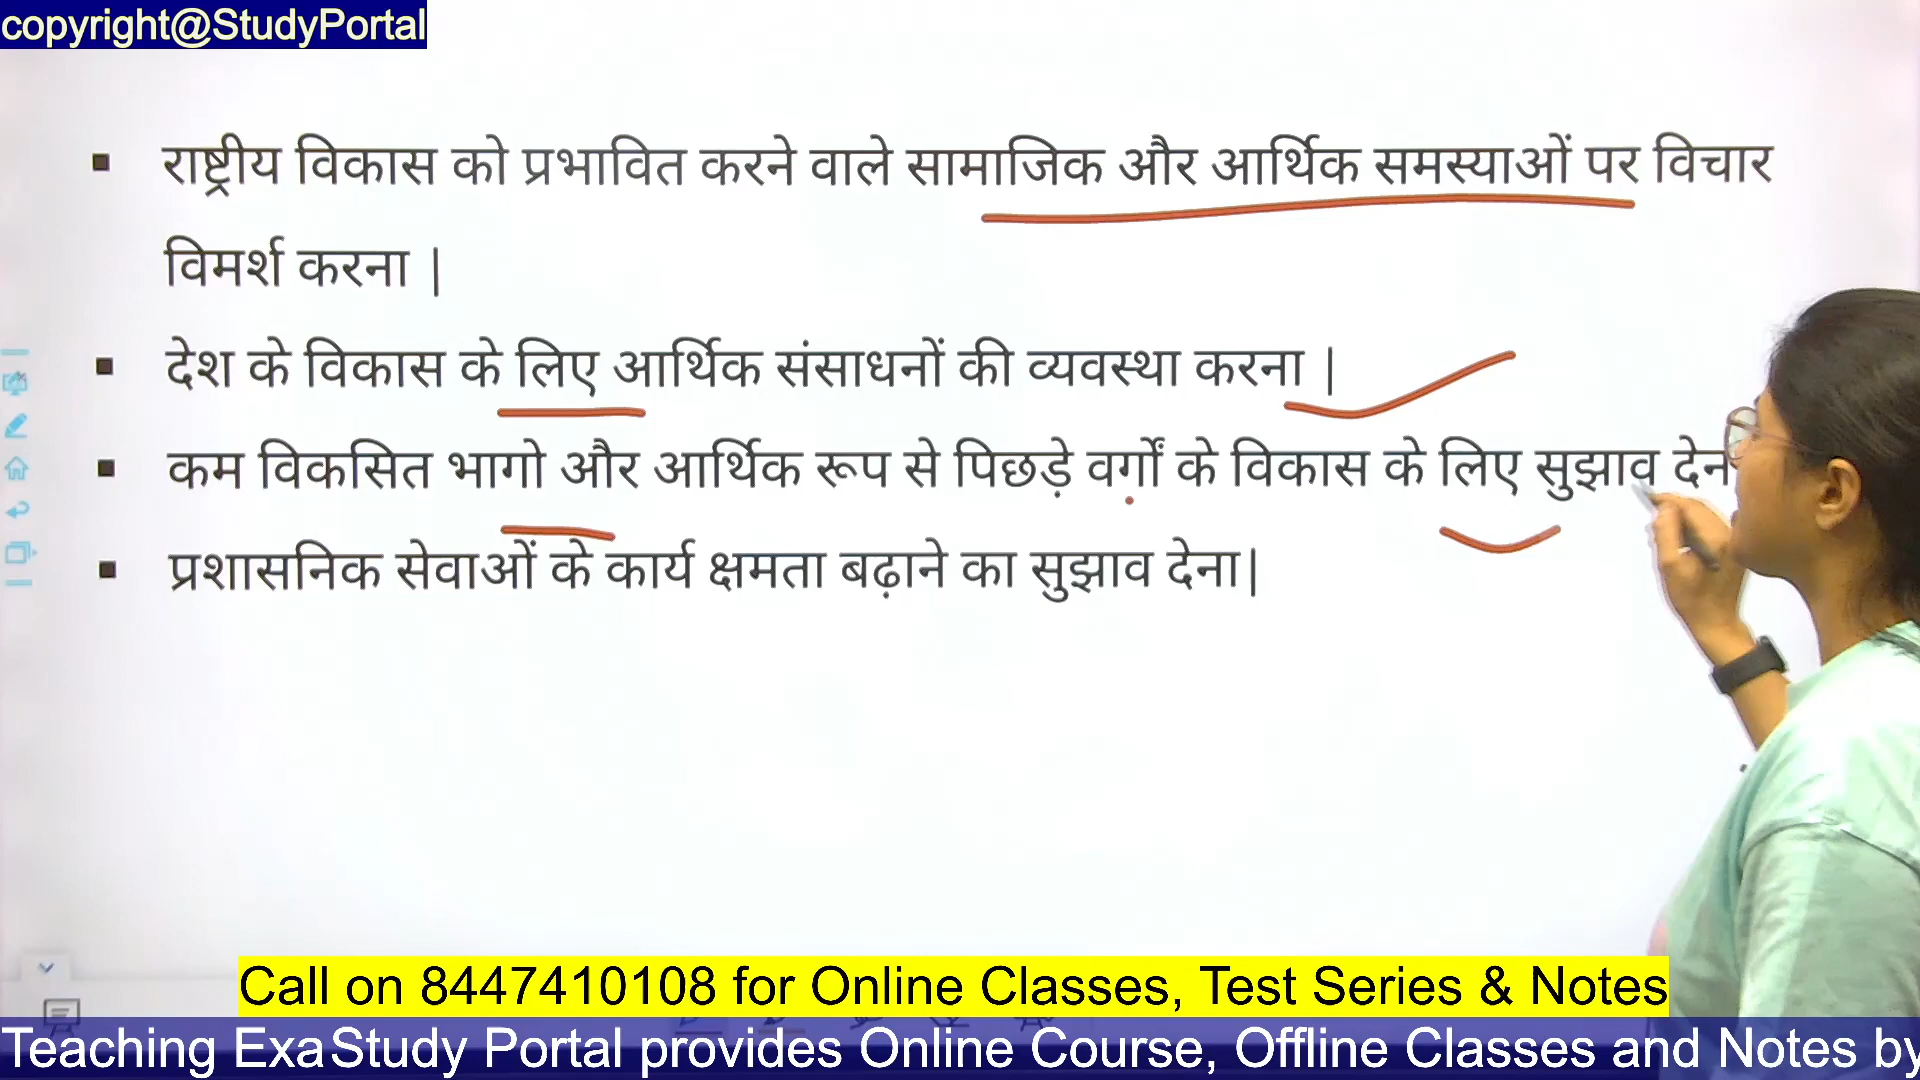 copyright@StudyPortal
▪ राष्ट्रीय विकास को प्रभावित करने वाले सामाजिक और आर्थिक समस्याओं पर विचार
विमर्श करना |
▪ देश के विकास के लिए आर्थिक संसाधनों की व्यवस्था करना |
▪ कम विकसित भागो और आर्थिक रूप से पिछड़े वर्गों के विकास के लिए सुझाव देन
▪ प्रशासनिक सेवाओं के कार्य क्षमता बढ़ाने का सुझाव देना|
Call on 8447410108 for Online Classes, Test Series & Notes
Teaching ExaStudy Portal provides Online Course, Offline Classes and Notes by